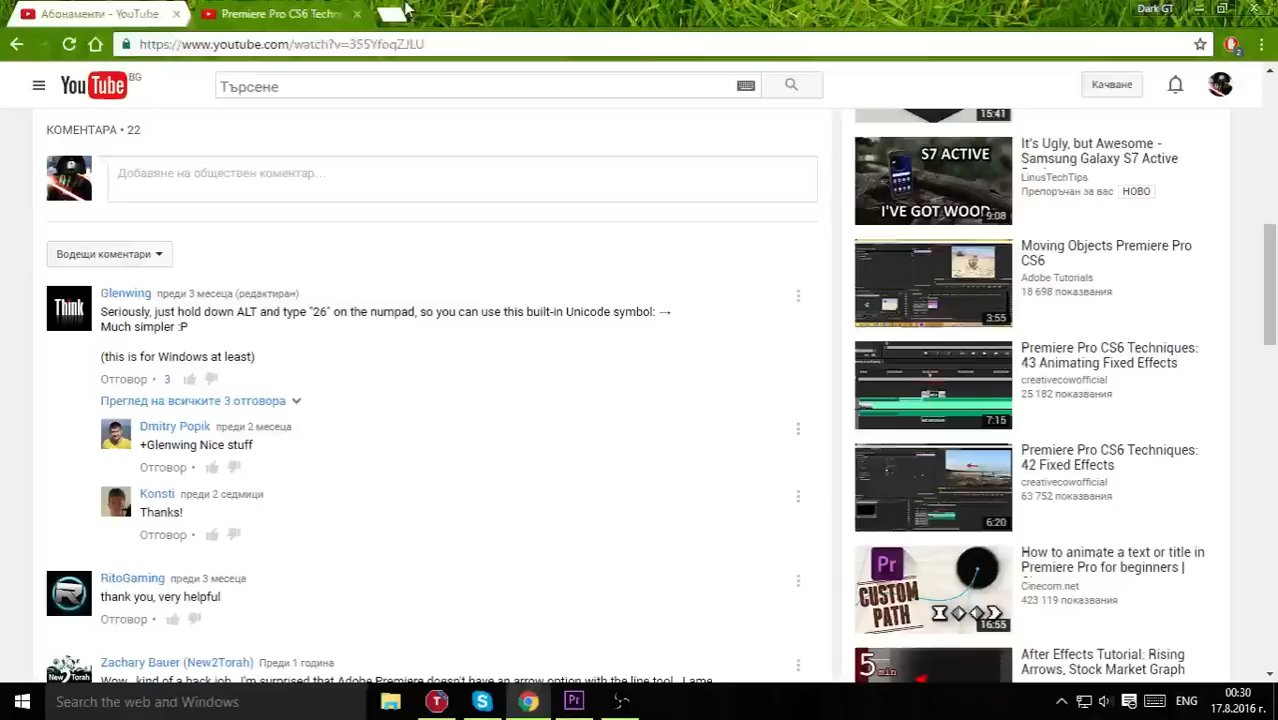 Абонаменти - YouTube
Premiere Pro CS6 Techn
Dark GT
https://www.youtube.com/watch?v=355YfoqZJLU
2
YouTube BG
Търсене
Качване
КОМЕНТАРА • 22
Добавяне на обществен коментар...
Водещи коментари
Think
Glenwing преди 3 месеца (редактиран)
Seriously, just hold down ALT and type "26" on the numpad, so you can use this built-in Unicode symbol: →
Much simpler :P
(this is for Windows at least)
Отговор • 3
Преглед на всичките 3 отговора
Dmitry Popik преди 2 месеца
+Glenwing Nice stuff
Отговор •
Konsti преди 2 седмици
Thanks!
Отговор •
RitoGaming преди 3 месеца
thank you, very helpful
Отговор •
New2Torah
Zachary Bauer (New2Torah) Преди 1 година
Wow.. kind of a hack job... I'm surprised that Adobe Premiere doesn't have an arrow option with the line tool. Lame
15:41
S7 ACTIVE
I'VE GOT WOOD
9:08
It's Ugly, but Awesome -
Samsung Galaxy S7 Active
LinusTechTips
Препоръчан за вас НОВО
3:55
Moving Objects Premiere Pro
CS6
Adobe Tutorials
18 698 показвания
7:15
Premiere Pro CS6 Techniques:
43 Animating Fixed Effects
creativecowofficial
25 182 показвания
6:20
Premiere Pro CS6 Techniques:
42 Fixed Effects
creativecowofficial
63 752 показвания
Pr
CUSTOM
PATH
16:55
How to animate a text or title in
Premiere Pro for beginners |
Cinecom.net
423 119 показвания
5
min
After Effects Tutorial: Rising
Arrows, Stock Market Graph
Search the web and Windows
Pr
ENG
00:30
17.8.2016 г.